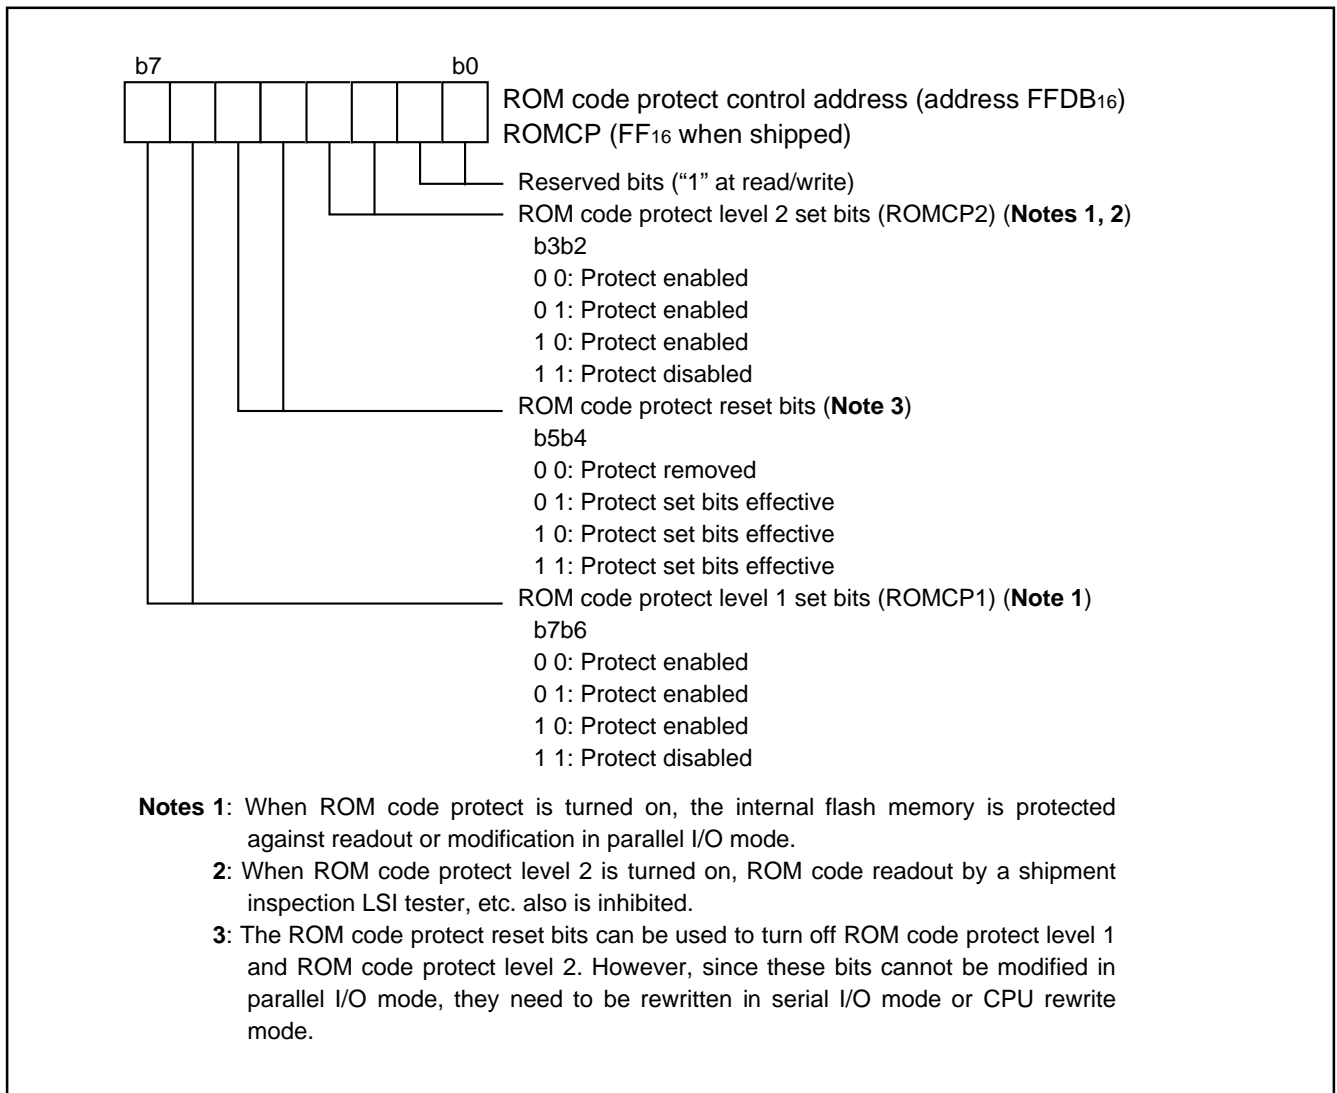 b7 b0
ROM code protect control address (address FFDB16)
ROMCP (FF16 when shipped)
Reserved bits (“1” at read/write)
ROM code protect level 2 set bits (ROMCP2) (Notes 1, 2)
b3b2
0 0: Protect enabled
0 1: Protect enabled
1 0: Protect enabled
1 1: Protect disabled
ROM code protect reset bits (Note 3)
b5b4
0 0: Protect removed
0 1: Protect set bits effective
1 0: Protect set bits effective
1 1: Protect set bits effective
ROM code protect level 1 set bits (ROMCP1) (Note 1)
b7b6
0 0: Protect enabled
0 1: Protect enabled
1 0: Protect enabled
1 1: Protect disabled
Notes 1: When ROM code protect is turned on, the internal flash memory is protected
against readout or modification in parallel I/O mode.
2: When ROM code protect level 2 is turned on, ROM code readout by a shipment
inspection LSI tester, etc. also is inhibited.
3: The ROM code protect reset bits can be used to turn off ROM code protect level 1
and ROM code protect level 2. However, since these bits cannot be modified in
parallel I/O mode, they need to be rewritten in serial I/O mode or CPU rewrite
mode.